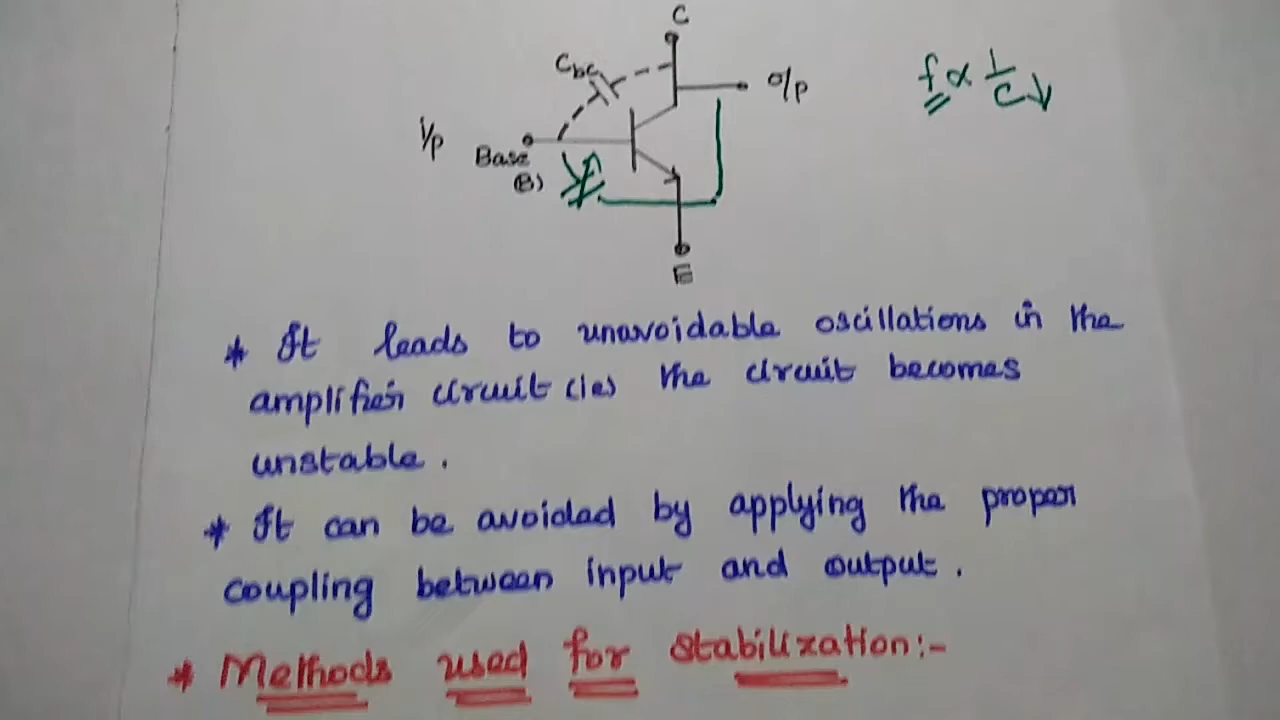 C
Cbc
o/p
f ∝ 1/C↓
i/p
Base
(B)
E
* It leads to unavoidable oscillations in the
amplifier circuit (ie) the circuit becomes
unstable.
* It can be avoided by applying the proper
coupling between input and output.
* Methods used for stabilization:-